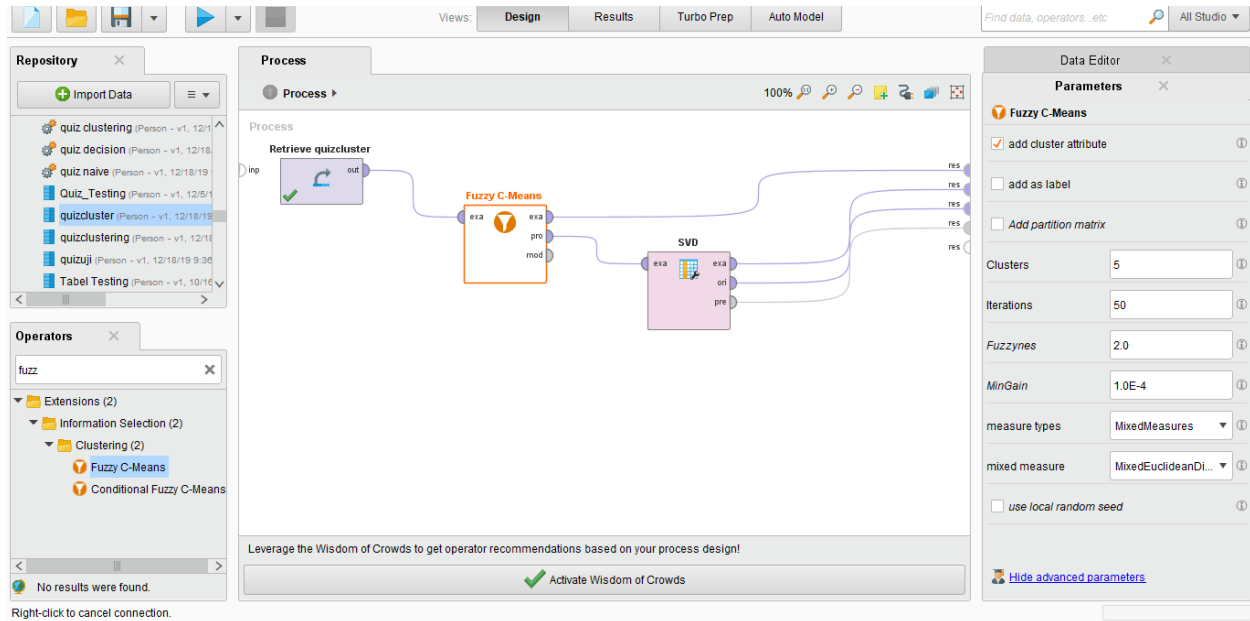 Views: Design Results Turbo Prep Auto Model
Find data, operators...etc All Studio
Repository
Import Data
quiz clustering (Person - v1, 12/1
quiz decision (Person - v1, 12/18
quiz naive (Person - v1, 12/18/19
Quiz_Testing (Person - v1, 12/5/1
quizcluster (Person - v1, 12/18/19
quizclustering (Person - v1, 12/18
quizuji (Person - v1, 12/18/19 9:36
Tabel Testing (Person - v1, 10/16
Operators
fuzz
Extensions (2)
Information Selection (2)
Clustering (2)
Fuzzy C-Means
Conditional Fuzzy C-Means
No results were found.
Right-click to cancel connection.
Process
Process
100%
Process
Retrieve quizcluster
inp
out
Fuzzy C-Means
exa exa
pro
mod
SVD
exa exa
ori
pre
res
res
res
res
res
Leverage the Wisdom of Crowds to get operator recommendations based on your process design!
Activate Wisdom of Crowds
Data Editor
Parameters
Fuzzy C-Means
add cluster attribute
add as label
Add partition matrix
Clusters 5
Iterations 50
Fuzzynes 2.0
MinGain 1.0E-4
measure types MixedMeasures
mixed measure MixedEuclideanDi...
use local random seed
Hide advanced parameters